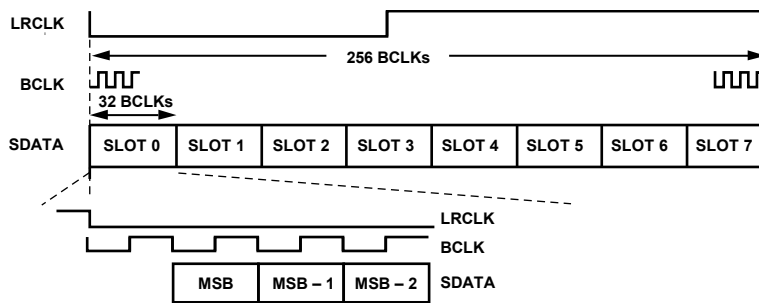 LRCLK
256 BCLKs
BCLK
32 BCLKs
SDATA SLOT 0 SLOT 1 SLOT 2 SLOT 3 SLOT 4 SLOT 5 SLOT 6 SLOT 7
LRCLK
BCLK
MSB MSB – 1 MSB – 2 SDATA